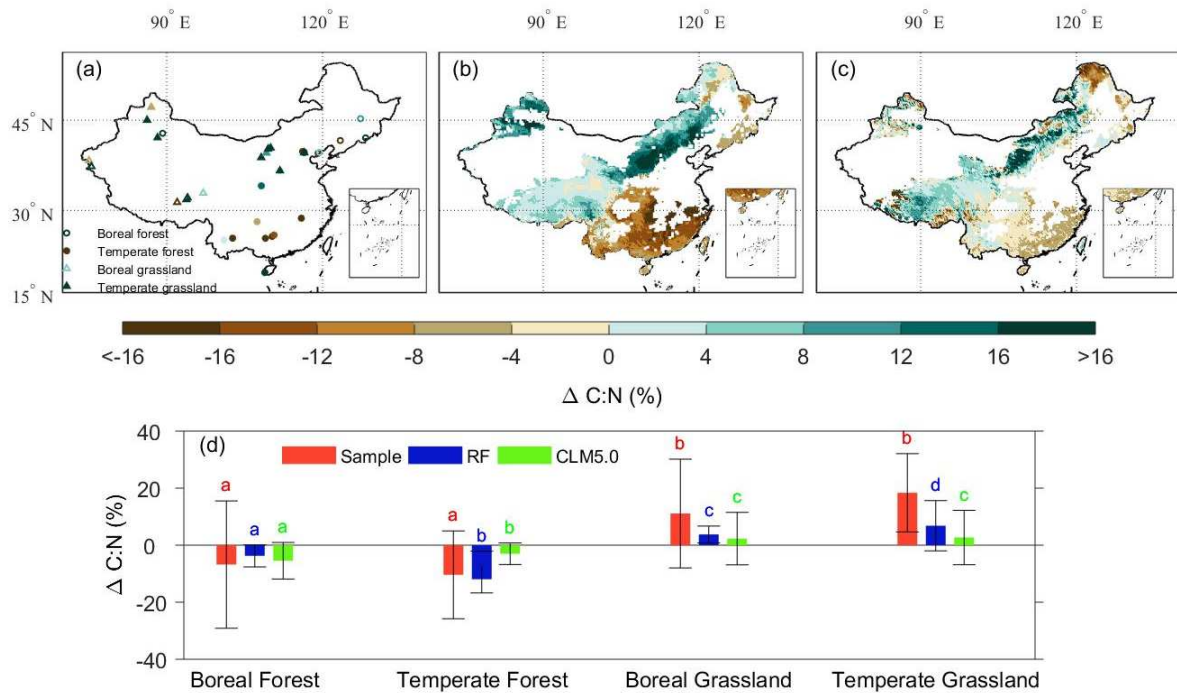 90° E 120° E 90° E 120° E 90° E 120° E
(a) (b) (c)
45° N
30° N
Boreal forest
Temperate forest
Boreal grassland
Temperate grassland
15° N
<-16 -16 -12 -8 -4 0 4 8 12 16 >16
Δ C:N (%)
(d)
Sample RF CLM5.0
Δ C:N (%)
40
20
0
-20
-40
a a a
a b b
b c c
b d c
Boreal Forest Temperate Forest Boreal Grassland Temperate Grassland